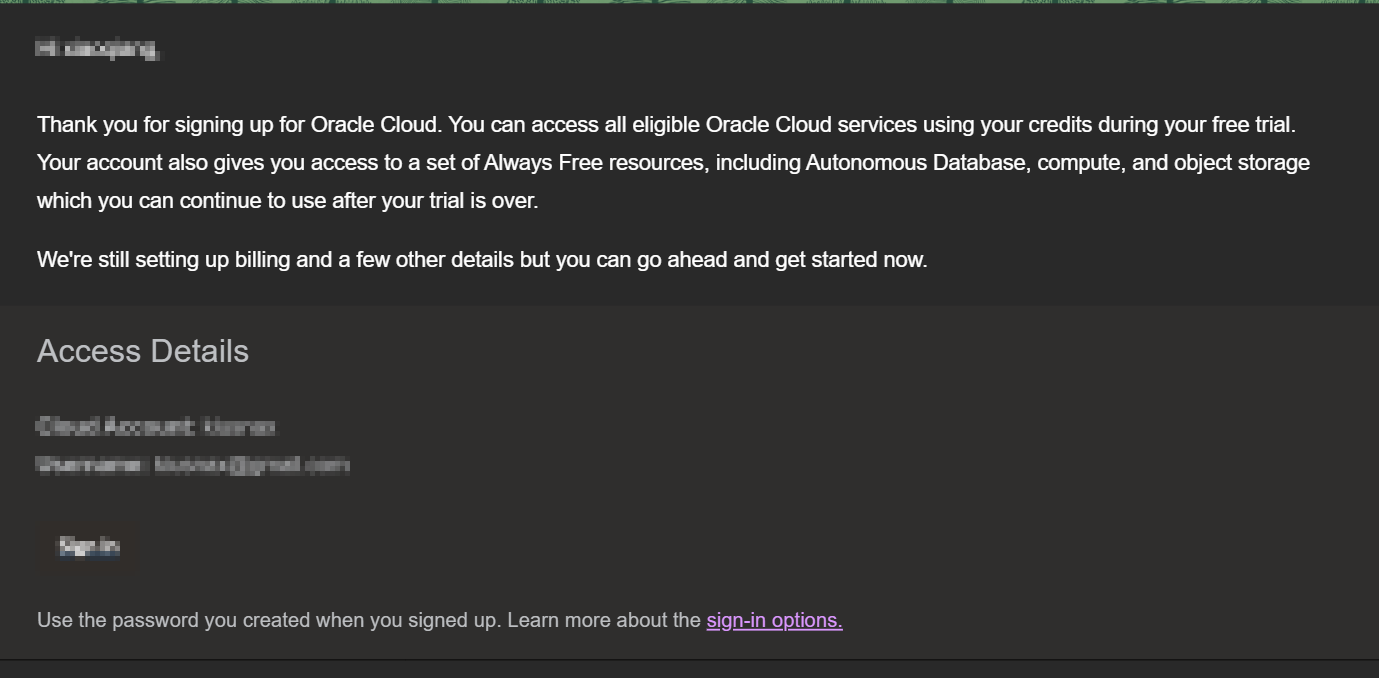 Thank you for signing up for Oracle Cloud. You can access all eligible Oracle Cloud services using your credits during your free trial.
Your account also gives you access to a set of Always Free resources, including Autonomous Database, compute, and object storage
which you can continue to use after your trial is over.
We're still setting up billing and a few other details but you can go ahead and get started now.
Access Details
Use the password you created when you signed up. Learn more about the sign-in options.